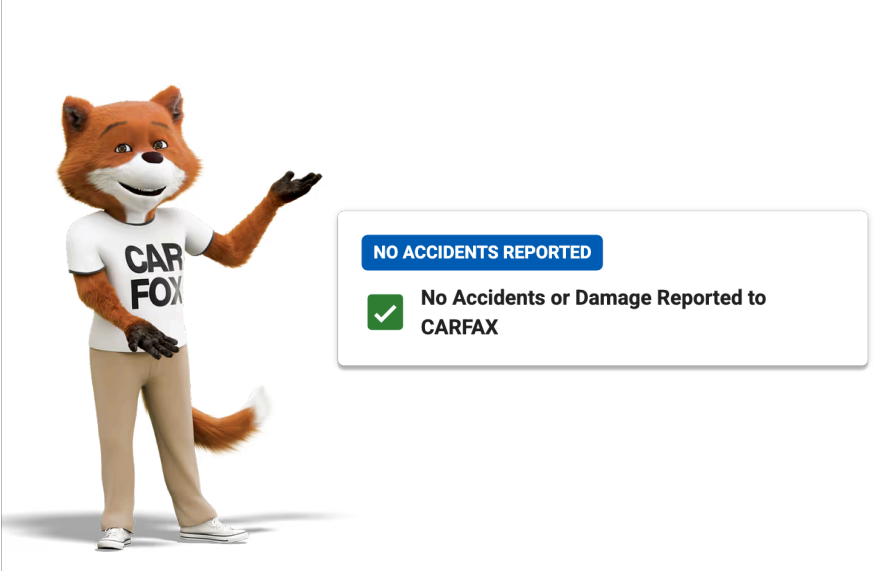 CAR
FOX
NO ACCIDENTS REPORTED
No Accidents or Damage Reported to
CARFAX